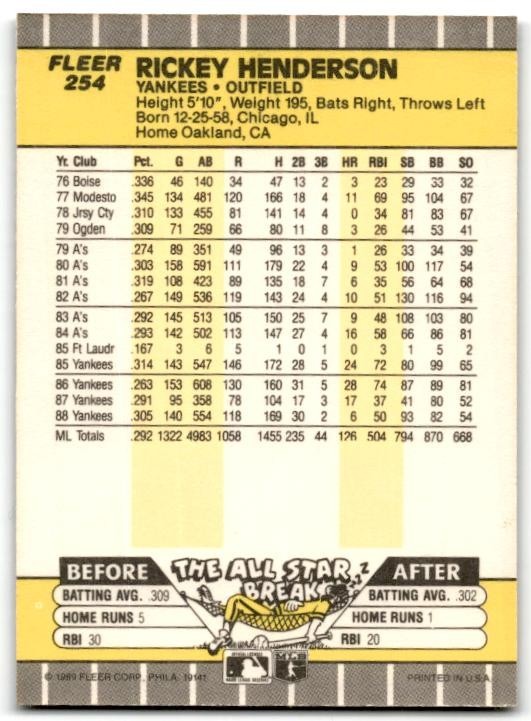 FLEER
254
RICKEY HENDERSON
YANKEES • OUTFIELD
Height 5'10", Weight 195, Bats Right, Throws Left
Born 12-25-58, Chicago, IL
Home Oakland, CA
Yr. Club Pct. G AB R H 2B 3B HR RBI SB BB SO
76 Boise .336 46 140 34 47 13 2 3 23 29 33 32
77 Modesto .345 134 481 120 166 18 4 11 69 95 104 67
78 Jrsy Cty .310 133 455 81 141 14 4 0 34 81 83 67
79 Ogden .309 71 259 66 80 11 8 3 26 44 53 41
79 A's .274 89 351 49 96 13 3 1 26 33 34 39
80 A's .303 158 591 111 179 22 4 9 53 100 117 54
81 A's .319 108 423 89 135 18 7 6 35 56 64 68
82 A's .267 149 536 119 143 24 4 10 51 130 116 94
83 A's .292 145 513 105 150 25 7 9 48 108 103 80
84 A's .293 142 502 113 147 27 4 16 58 66 86 81
85 Ft Laudr .167 3 6 5 1 0 1 0 3 1 5 2
85 Yankees .314 143 547 146 172 28 5 24 72 80 99 65
86 Yankees .263 153 608 130 160 31 5 28 74 87 89 81
87 Yankees .291 95 358 78 104 17 3 17 37 41 80 52
88 Yankees .305 140 554 118 169 30 2 6 50 93 82 54
ML Totals .292 1322 4983 1058 1455 235 44 126 504 794 870 668
BEFORE THE ALL STAR BREAK ZZZ AFTER
BATTING AVG. .309 BATTING AVG. .302
HOME RUNS 5 HOME RUNS 1
RBI 30 RBI 20
© 1989 FLEER CORP., PHILA. 19141 MLB PRINTED IN U.S.A.